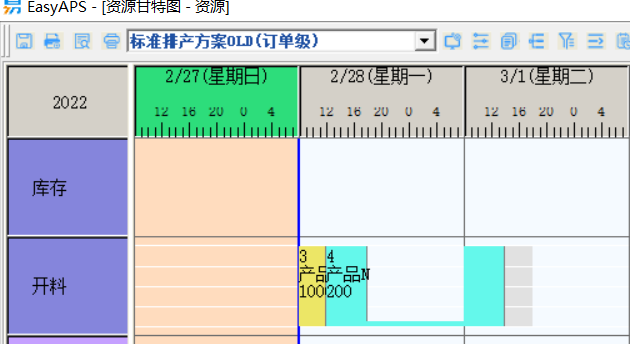 EasyAPS - [资源甘特图 - 资源]
标准排产方案OLD(订单级)
2022
2/27(星期日)
2/28(星期一)
3/1(星期二)
12 16 20 0 4
12 16 20 0 4
12 16 20 0 4
库存
开料
3
产品
100
4
产品N
200